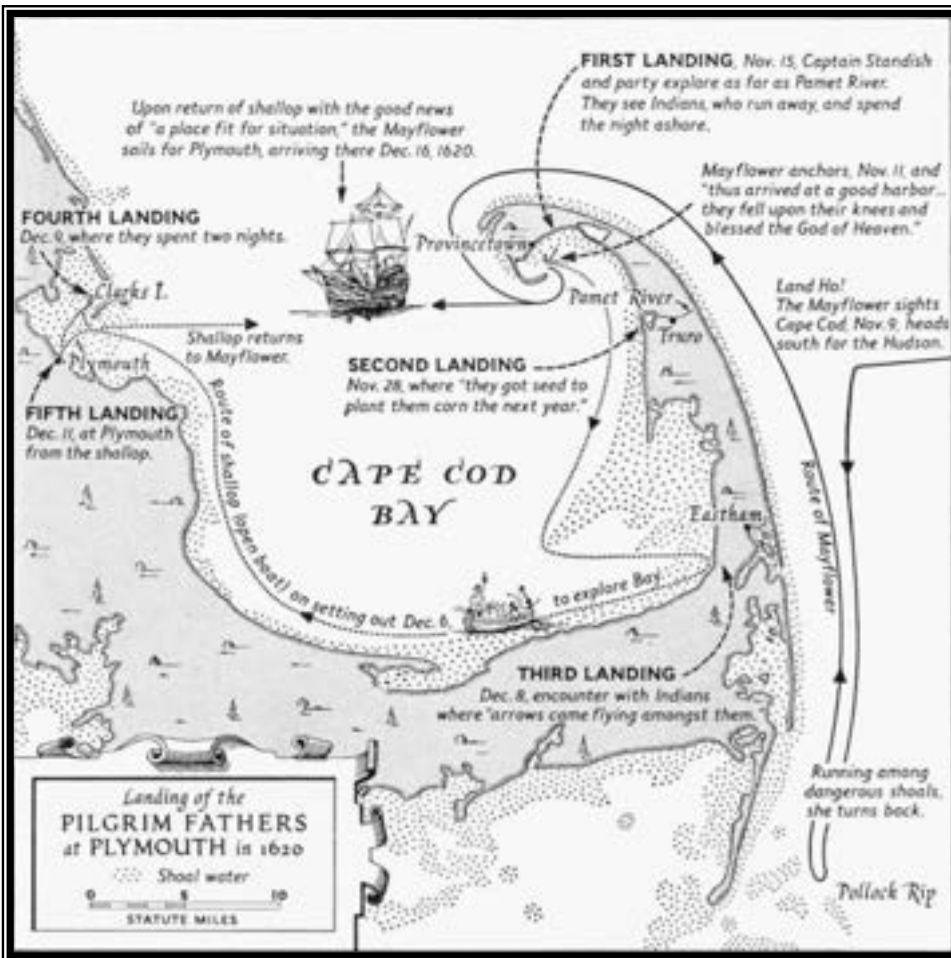 FIRST LANDING, Nov. 15, Captain Standish
and party explore as far as Pamet River.
They see Indians, who run away, and spend
the night ashore.
Upon return of shallop with the good news
of "a place fit for situation," the Mayflower
sails for Plymouth, arriving there Dec. 16, 1620.
Mayflower anchors, Nov. 11, and
"thus arrived at a good harbor...
they fell upon their knees and
blessed the God of Heaven."
FOURTH LANDING
Dec. 9, where they spent two nights.
Provincetown
Clarks I.
Pamet River
Truro
Land Ho!
The Mayflower sights
Cape Cod, Nov. 9, heads
south for the Hudson.
Shallop returns
to Mayflower.
Plymouth
SECOND LANDING
Nov. 28, where "they got seed to
plant them corn the next year."
FIFTH LANDING
Dec. 11, at Plymouth
from the shallop.
CAPE COD
BAY
Eastham
Route of Mayflower
Route of shallop (open boat) on setting out Dec. 6, to explore Bay
THIRD LANDING
Dec. 8, encounter with Indians
where "arrows came flying amongst them.
Running among
dangerous shoals,
she turns back.
Pollock Rip
Landing of the
PILGRIM FATHERS
at PLYMOUTH in 1620
Shoal water
0 5 10
STATUTE MILES